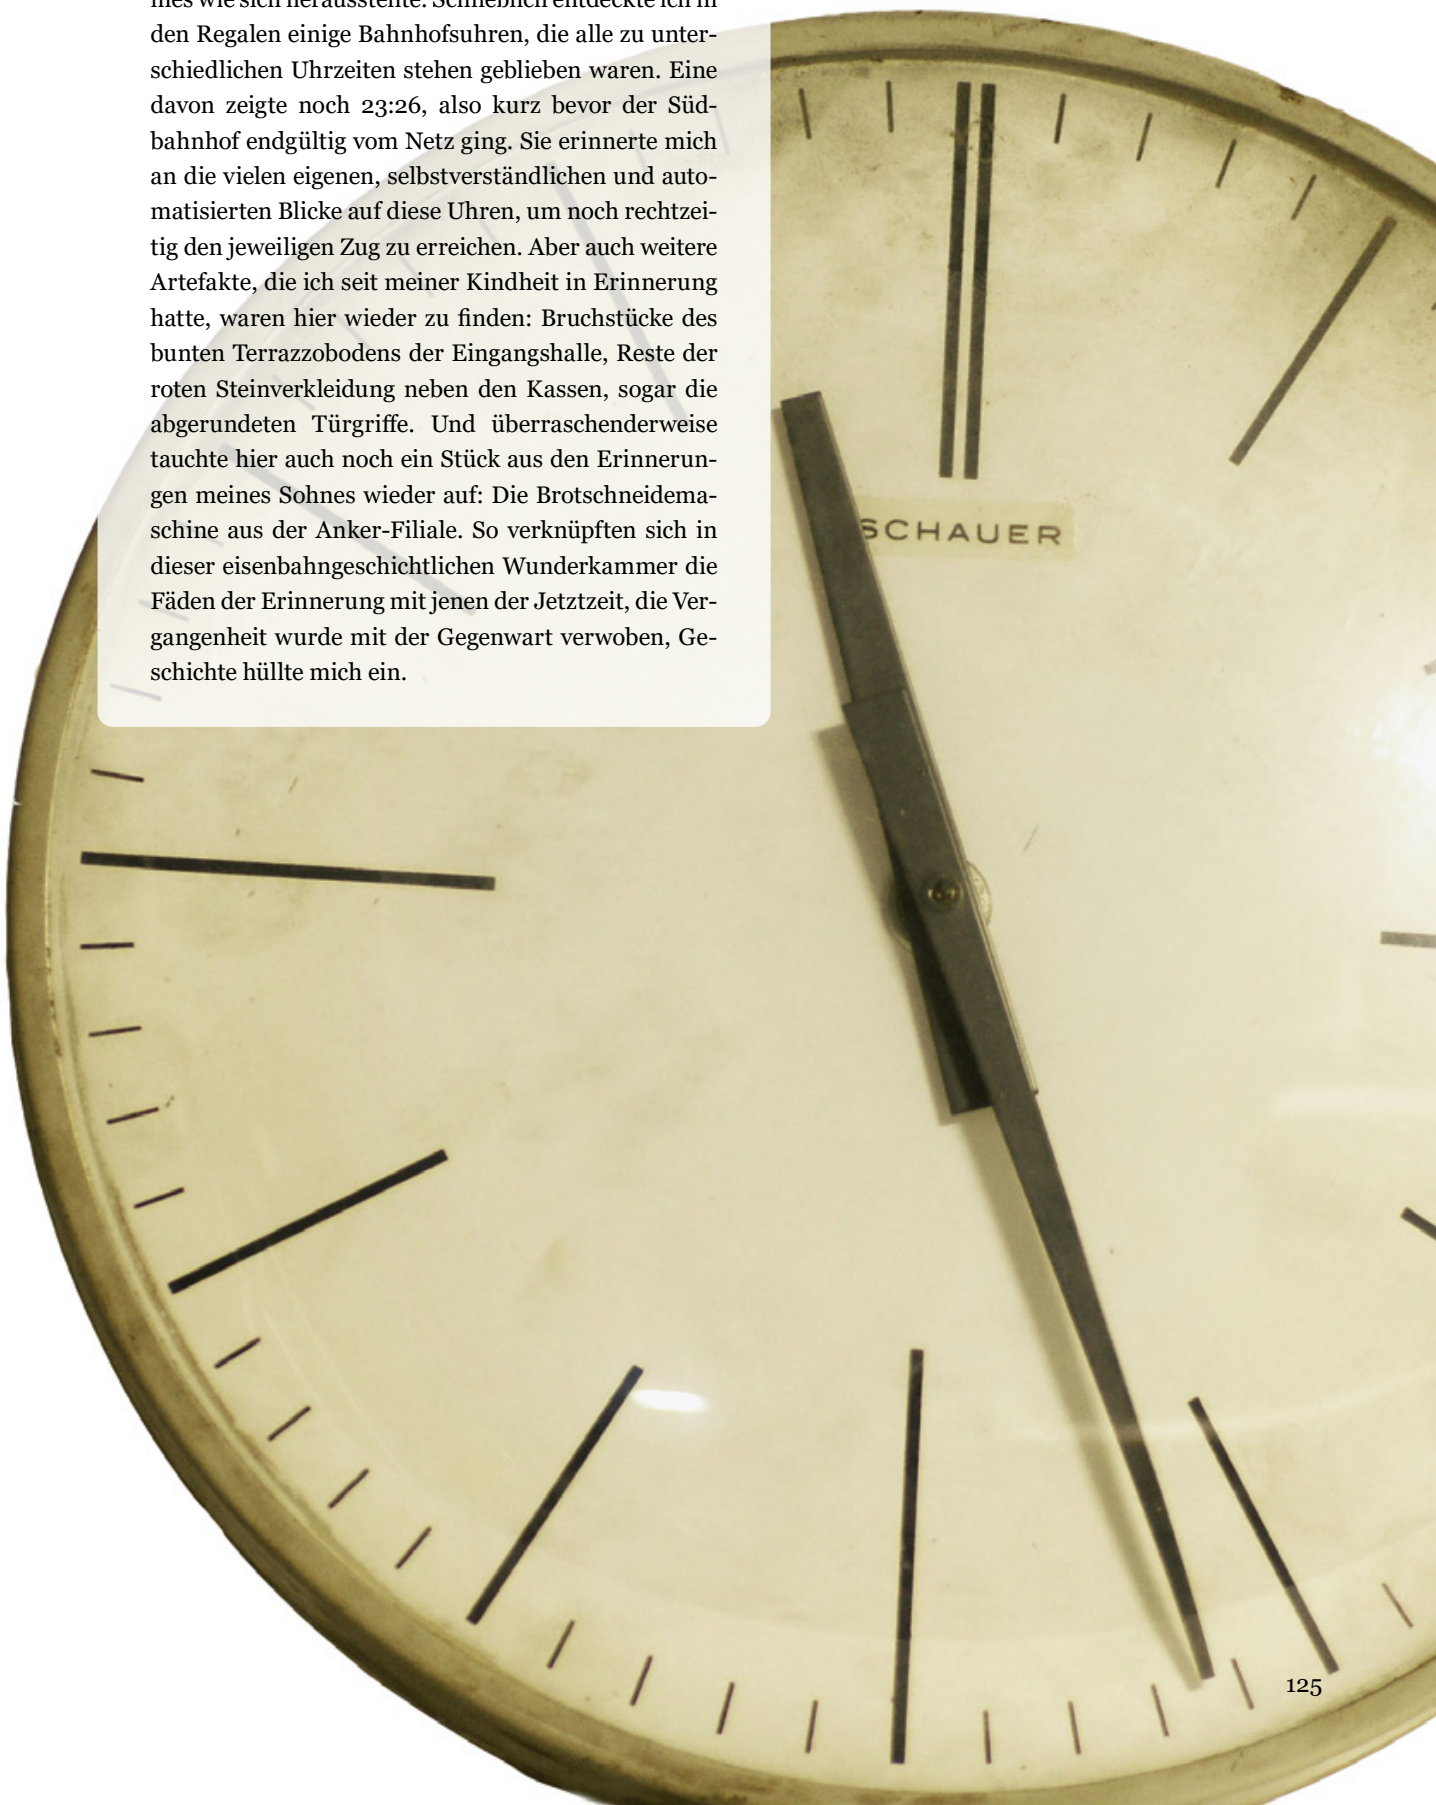 den Regalen einige Bahnhofsuhren, die alle zu unter-
schiedlichen Uhrzeiten stehen geblieben waren. Eine
davon zeigte noch 23:26, also kurz bevor der Süd-
bahnhof endgültig vom Netz ging. Sie erinnerte mich
an die vielen eigenen, selbstverständlichen und auto-
matisierten Blicke auf diese Uhren, um noch rechtzei-
tig den jeweiligen Zug zu erreichen. Aber auch weitere
Artefakte, die ich seit meiner Kindheit in Erinnerung
hatte, waren hier wieder zu finden: Bruchstücke des
bunten Terrazzobodens der Eingangshalle, Reste der
roten Steinverkleidung neben den Kassen, sogar die
abgerundeten Türgriffe. Und überraschenderweise
tauchte hier auch noch ein Stück aus den Erinnerun-
gen meines Sohnes wieder auf: Die Brotschneidema-
schine aus der Anker-Filiale. So verknüpften sich in
dieser eisenbahngeschichtlichen Wunderkammer die
Fäden der Erinnerung mit jenen der Jetztzeit, die Ver-
gangenheit wurde mit der Gegenwart verwoben, Ge-
schichte hüllte mich ein.
SCHAUER
125